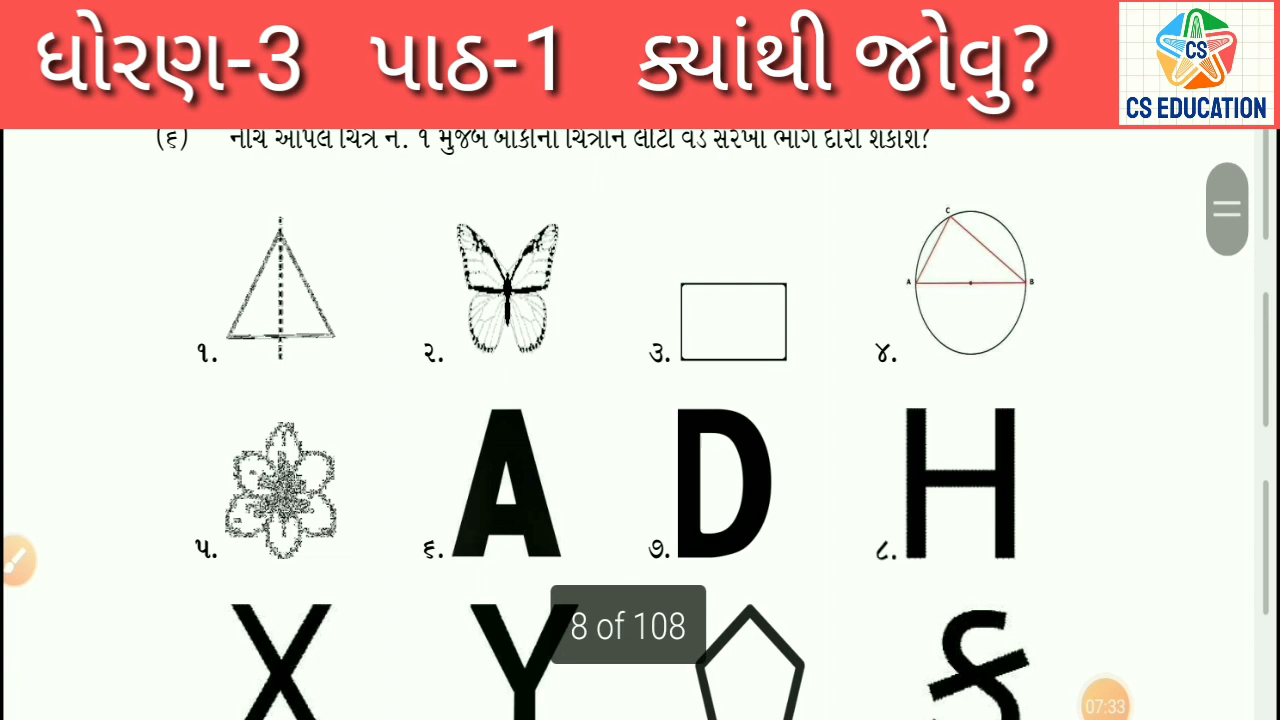 ધોરણ-3 પાઠ-1 ક્યાંથી જોવુ?
CS
CS EDUCATION
(૬) નીચે આપેલ ચિત્ર નં. ૧ મુજબ બાકીના ચિત્રોને લીટી વડે સરખા ભાગ દોરી શકાશે?
C
A B
૧. ૨. ૩. ૪.
૫. ૬. A ૭. D ૮. H
X Y ક
8 of 108
07:33